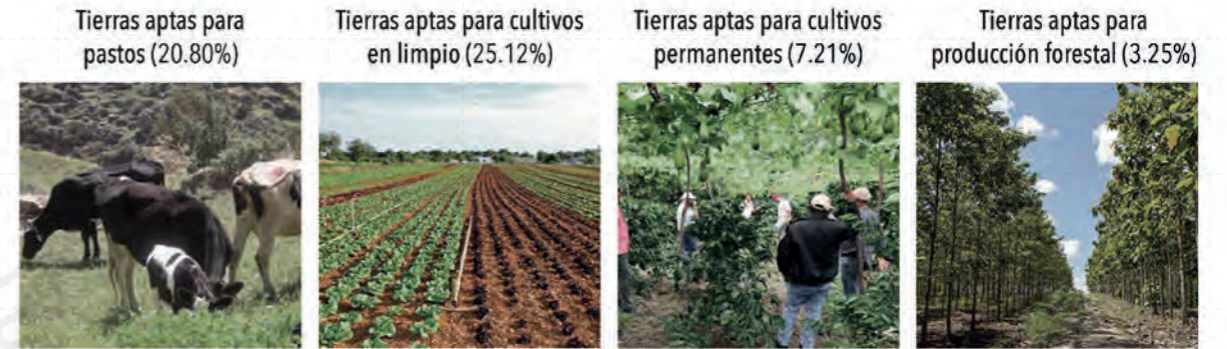 Tierras aptas para
pastos (20.80%)
Tierras aptas para cultivos
en limpio (25.12%)
Tierras aptas para cultivos
permanentes (7.21%)
Tierras aptas para
producción forestal (3.25%)